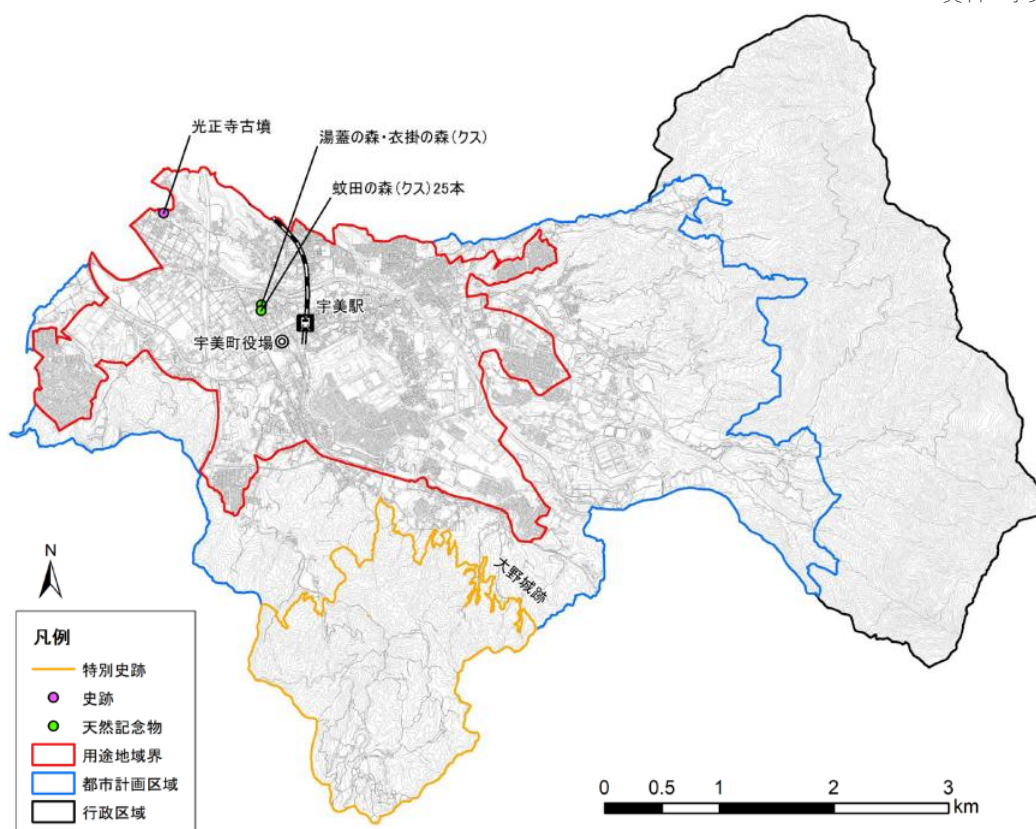 光正寺古墳
湯蓋の森・衣掛の森(クス)
蚊田の森(クス)25本
宇美駅
宇美町役場
大野城跡
N
凡例
特別史跡
史跡
天然記念物
用途地域界
都市計画区域
行政区域
0 0.5 1 2 3
km